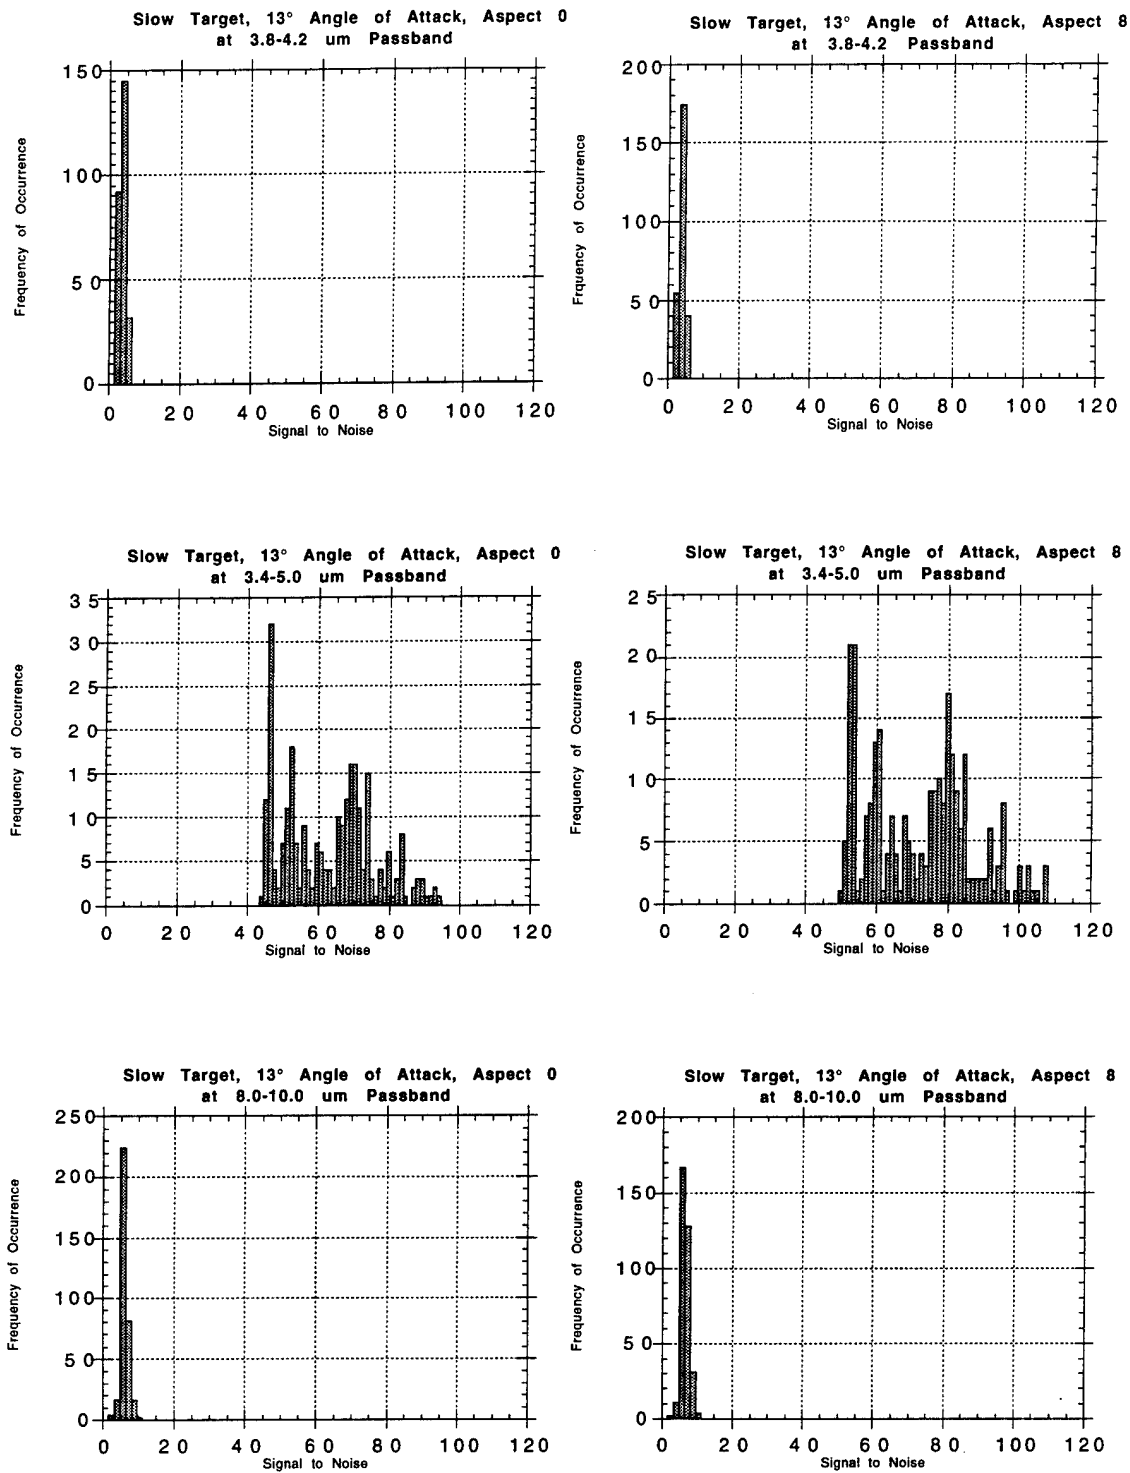 Slow Target, 13° Angle of Attack, Aspect 0
at 3.8-4.2 um Passband
150
100
50
0
Frequency of Occurrence
0 20 40 60 80 100 120
Signal to Noise
Slow Target, 13° Angle of Attack, Aspect 8
at 3.8-4.2 Passband
200
150
100
50
0
Frquency of Occurrence
0 20 40 60 80 100 120
Signal to Noise
Slow Target, 13° Angle of Attack, Aspect 0
at 3.4-5.0 um Passband
35
30
25
20
15
10
5
0
Frequency of Occurrence
0 20 40 60 80 100 120
Signal to Noise
Slow Target, 13° Angle of Attack, Aspect 8
at 3.4-5.0 um Passband
25
20
15
10
5
0
Frequency of Occurrence
0 20 40 60 80 100 120
Signal to Noise
Slow Target, 13° Angle of Attack, Aspect 0
at 8.0-10.0 um Passband
250
200
150
100
50
0
Frequency of Occurrence
0 20 40 60 80 100 120
Signal to Noise
Slow Target, 13° Angle of Attack, Aspect 8
at 8.0-10.0 um Passband
200
150
100
50
0
Frequency of Occurrence
0 20 40 60 80 100 120
Signal to Noise